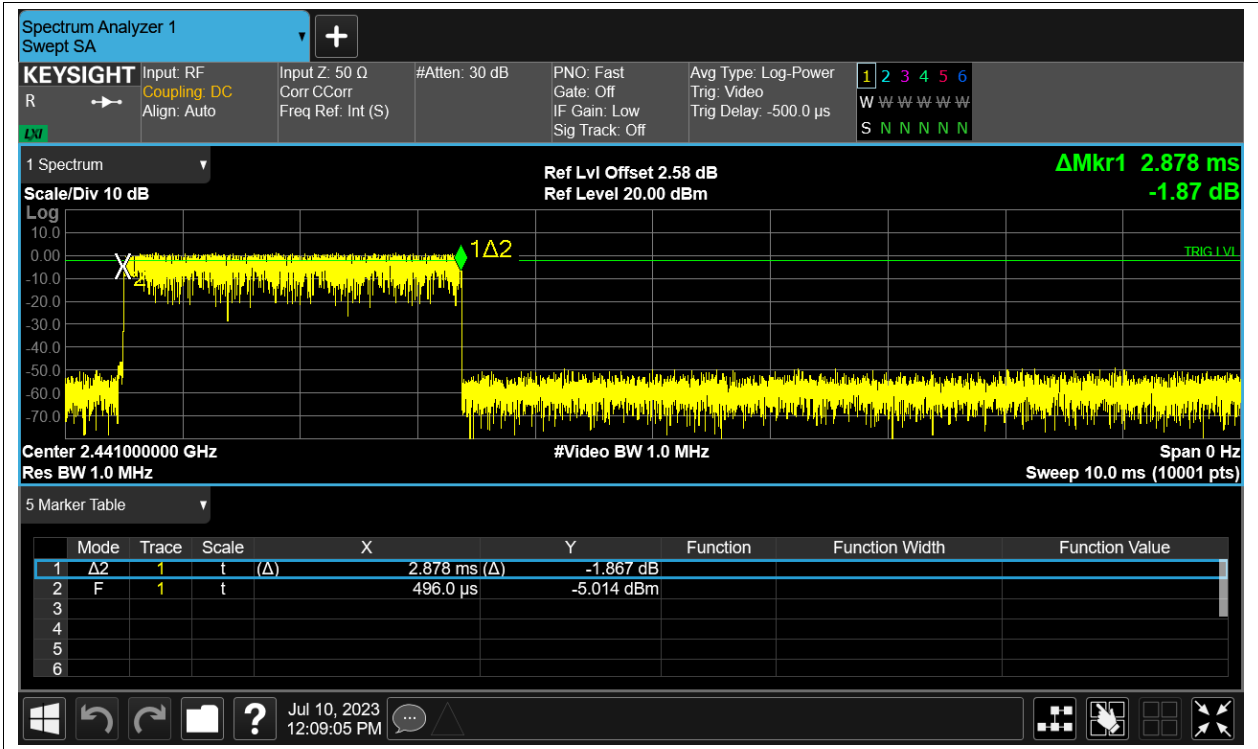 Spectrum Analyzer 1
Swept SA
KEYSIGHT
R
LXI
Input: RF
Coupling: DC
Align: Auto
Input Z: 50 Ω
Corr CCorr
Freq Ref: Int (S)
#Atten: 30 dB
PNO: Fast
Gate: Off
IF Gain: Low
Sig Track: Off
Avg Type: Log-Power
Trig: Video
Trig Delay: -500.0 µs
1 2 3 4 5 6
W W W W W W
S N N N N N
1 Spectrum
Scale/Div 10 dB
Ref Lvl Offset 2.58 dB
Ref Level 20.00 dBm
ΔMkr1 2.878 ms
-1.87 dB
Log
10.0
0.00
-10.0
-20.0
-30.0
-40.0
-50.0
-60.0
-70.0
X
2
1Δ2
TRIG LVL
Center 2.441000000 GHz
#Video BW 1.0 MHz
Span 0 Hz
Res BW 1.0 MHz
Sweep 10.0 ms (10001 pts)
5 Marker Table
Mode Trace Scale X Y Function Function Width Function Value
1 Δ2 1 t (Δ) 2.878 ms (Δ) -1.867 dB
2 F 1 t 496.0 µs -5.014 dBm
3
4
5
6
?
Jul 10, 2023
12:09:05 PM